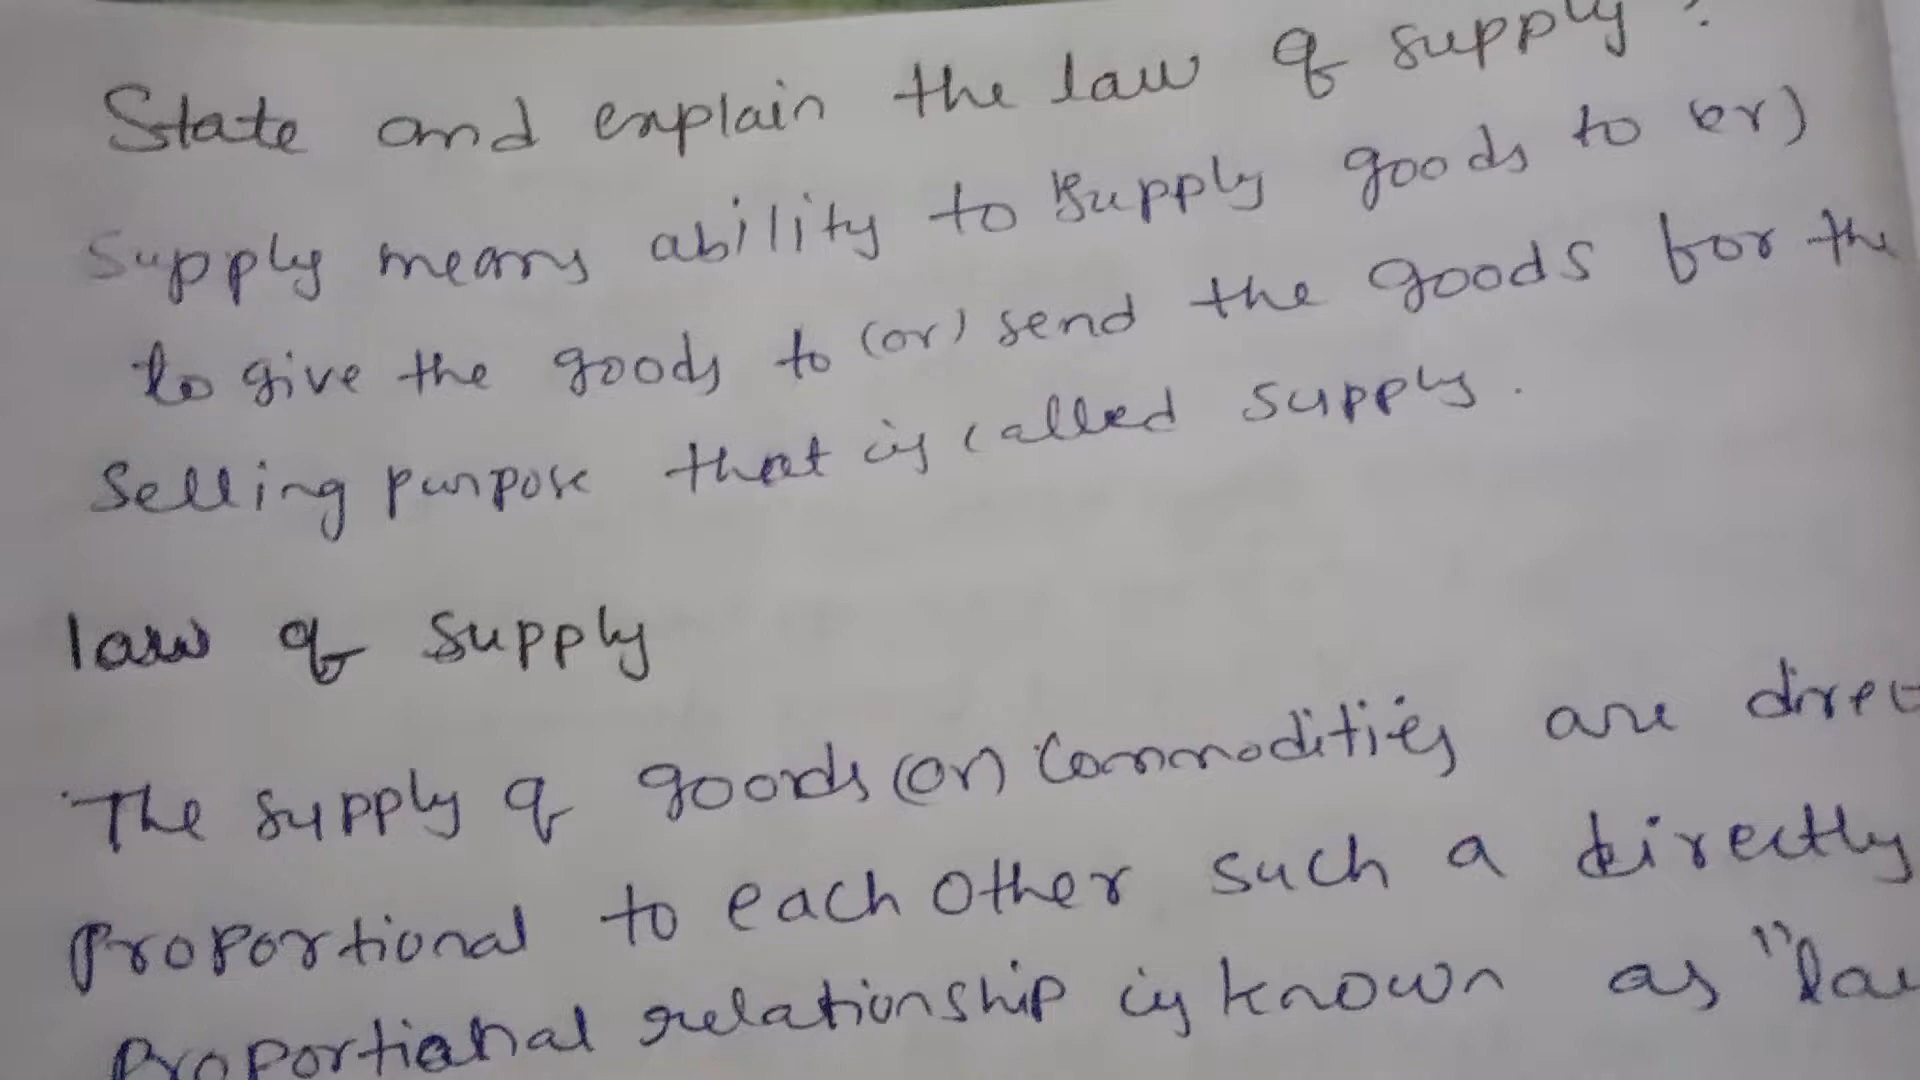 State and explain the law of supply?
Supply means ability to supply goods to or)
to give the goods to (or) send the goods for the
selling purpose that is called supply.
law of supply
The supply of goods (or) commodities are direc
proportional to each other such a directly
proportional relationship is known as "law